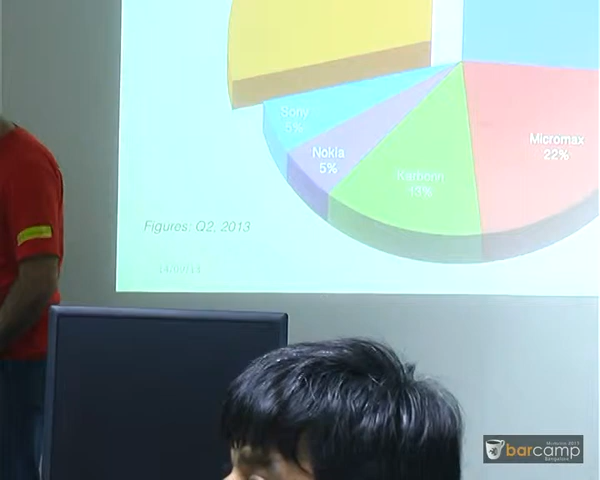 Sony
5%
Nokia
5%
Karbonn
13%
Micromax
22%
Figures: Q2, 2013
barcamp